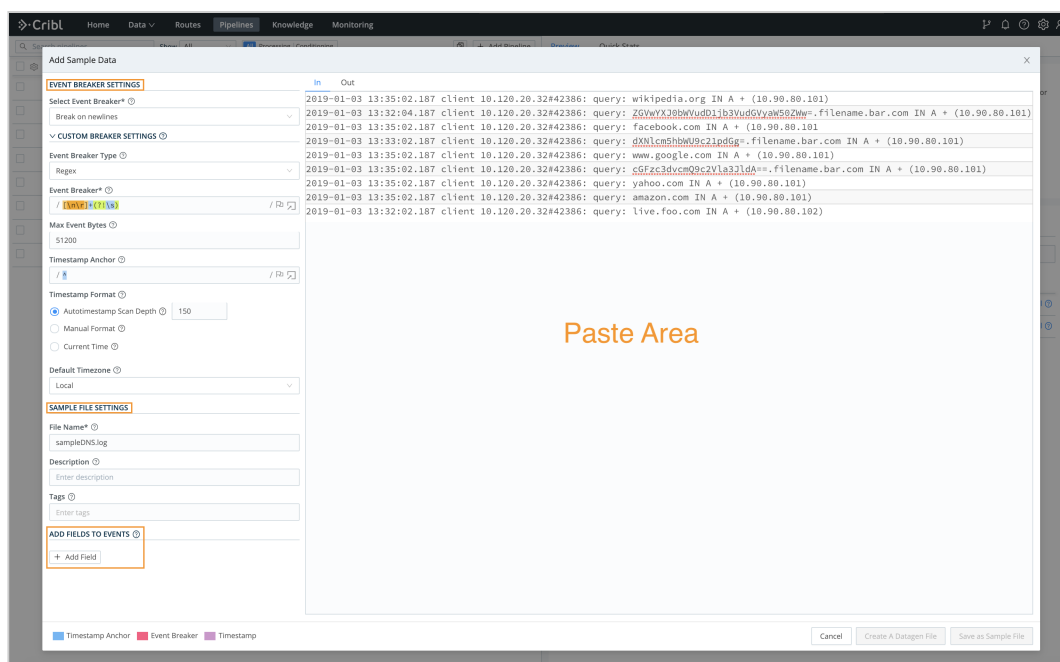 Cribl Home Data Routes Pipelines Knowledge Monitoring
Show All All Processing Conditioning + Add Pipeline Preview Quick Stats
Add Sample Data
EVENT BREAKER SETTINGS
Select Event Breaker*
Break on newlines
CUSTOM BREAKER SETTINGS
Event Breaker Type
Regex
Event Breaker*
/ [\n\r]+(?!\s) /
Max Event Bytes
51200
Timestamp Anchor
/ ^ /
Timestamp Format
Autotimestamp Scan Depth 150
Manual Format
Current Time
Default Timezone
Local
SAMPLE FILE SETTINGS
File Name*
sampleDNS.log
Description
Enter description
Tags
Enter tags
ADD FIELDS TO EVENTS
+ Add Field
In Out
2019-01-03 13:35:02.187 client 10.120.20.32#42386: query: wikipedia.org IN A + (10.90.80.101)
2019-01-03 13:32:04.187 client 10.120.20.32#42386: query: ZGVwYXJ0bWVudD1jb3VudGVyaW50ZWw=.filename.bar.com IN A + (10.90.80.101)
2019-01-03 13:35:02.187 client 10.120.20.32#42386: query: facebook.com IN A + (10.90.80.101
2019-01-03 13:33:02.187 client 10.120.20.32#42386: query: dXNlcm5hbWU9c21pdGg=.filename.bar.com IN A + (10.90.80.101)
2019-01-03 13:35:02.187 client 10.120.20.32#42386: query: www.google.com IN A + (10.90.80.101)
2019-01-03 13:35:02.187 client 10.120.20.32#42386: query: cGFzc3dvcmQ9c2Vla3JldA==.filename.bar.com IN A + (10.90.80.101)
2019-01-03 13:35:02.187 client 10.120.20.32#42386: query: yahoo.com IN A + (10.90.80.101)
2019-01-03 13:35:02.187 client 10.120.20.32#42386: query: amazon.com IN A + (10.90.80.101)
2019-01-03 13:32:02.187 client 10.120.20.32#42386: query: live.foo.com IN A + (10.90.80.102)
Paste Area
Timestamp Anchor Event Breaker Timestamp
Cancel Create A Datagen File Save as Sample File